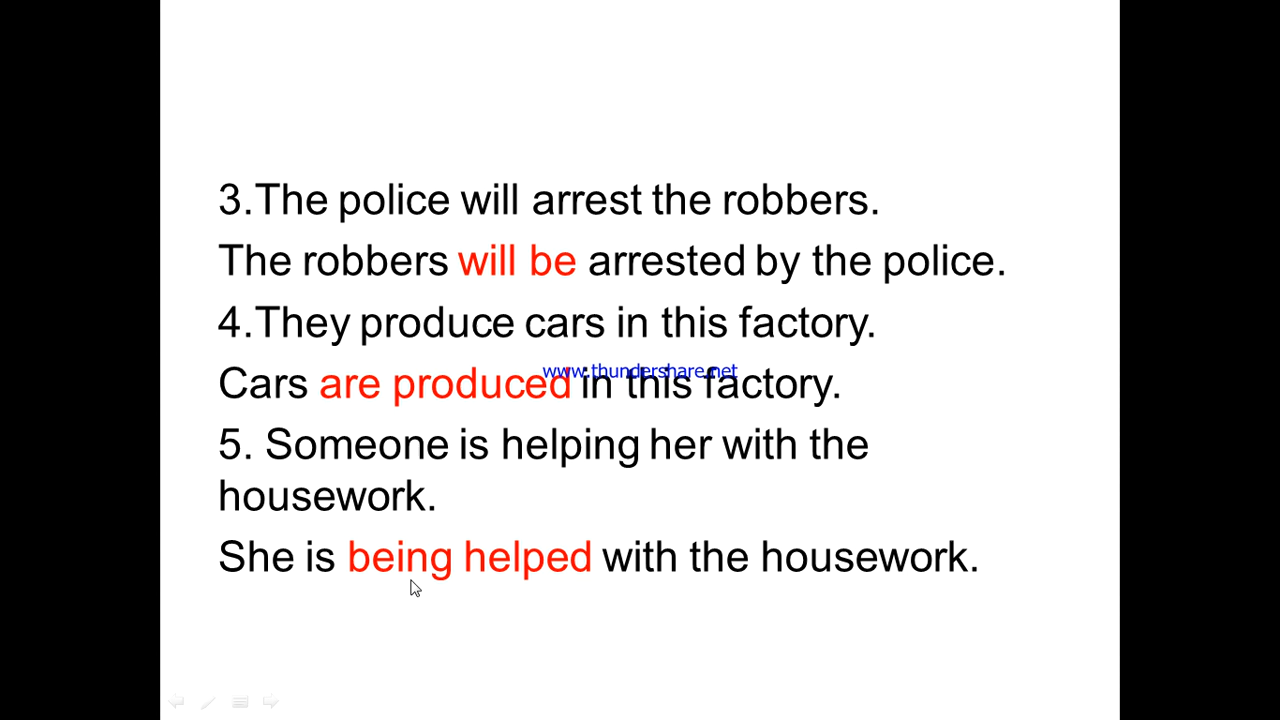 3.The police will arrest the robbers.
The robbers will be arrested by the police.
4.They produce cars in this factory.
www.thundershare.net
Cars are produced in this factory.
5. Someone is helping her with the
housework.
She is being helped with the housework.